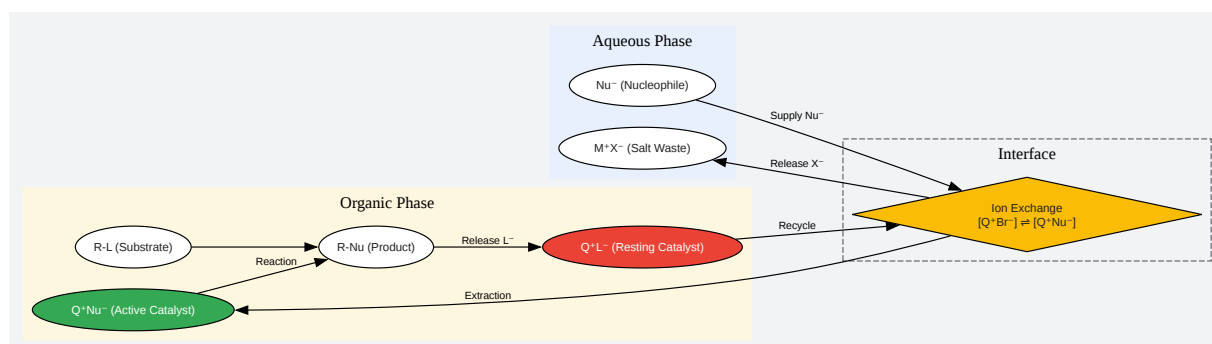 Aqueous Phase
Nu⁻ (Nucleophile)
Supply Nu⁻
M⁺X⁻ (Salt Waste)
Release X⁻
Interface
Ion Exchange
[Q⁺Br⁻] ⇌ [Q⁺Nu⁻]
Organic Phase
R-L (Substrate)
R-Nu (Product)
Release L⁻
Q⁺L⁻ (Resting Catalyst)
Recycle
Reaction
Q⁺Nu⁻ (Active Catalyst)
Extraction